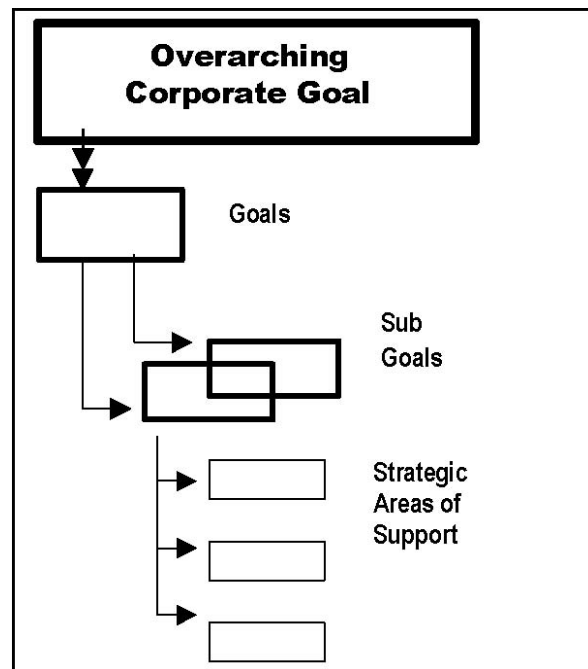 Overarching
Corporate Goal
Goals
Sub
Goals
Strategic
Areas of
Support